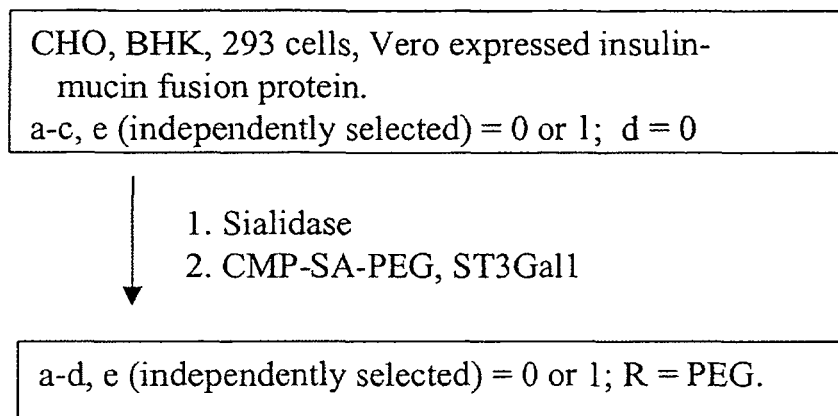 CHO, BHK, 293 cells, Vero expressed insulin-
mucin fusion protein.
a-c, e (independently selected) = 0 or 1; d = 0
1. Sialidase
2. CMP-SA-PEG, ST3Gal1
a-d, e (independently selected) = 0 or 1; R = PEG.